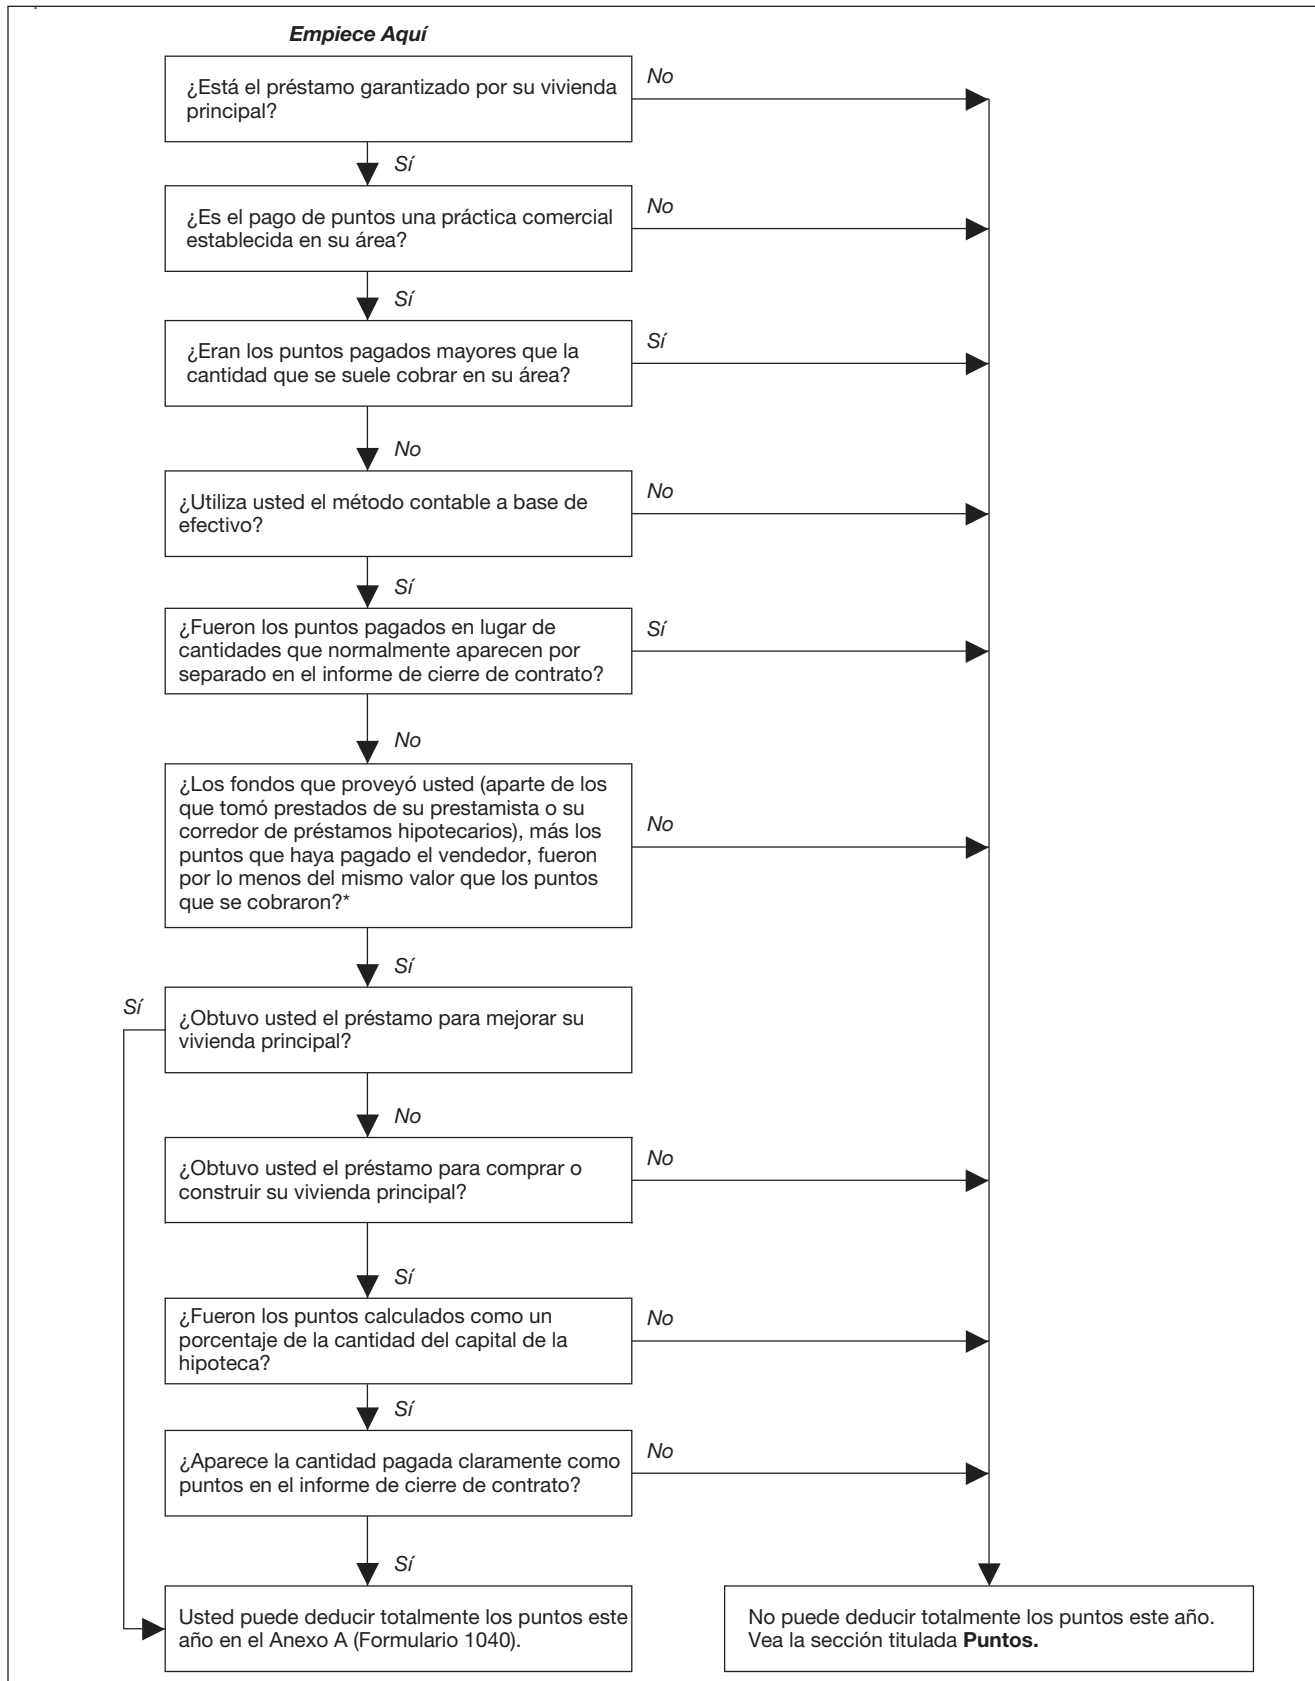 Empiece Aquí
¿Está el préstamo garantizado por su vivienda
principal?
No
Sí
¿Es el pago de puntos una práctica comercial
establecida en su área?
No
Sí
¿Eran los puntos pagados mayores que la
cantidad que se suele cobrar en su área?
Sí
No
¿Utiliza usted el método contable a base de
efectivo?
No
Sí
¿Fueron los puntos pagados en lugar de
cantidades que normalmente aparecen por
separado en el informe de cierre de contrato?
Sí
No
¿Los fondos que proveyó usted (aparte de los
que tomó prestados de su prestamista o su
corredor de préstamos hipotecarios), más los
puntos que haya pagado el vendedor, fueron
por lo menos del mismo valor que los puntos
que se cobraron?*
No
Sí
Sí
¿Obtuvo usted el préstamo para mejorar su
vivienda principal?
No
¿Obtuvo usted el préstamo para comprar o
construir su vivienda principal?
No
Sí
¿Fueron los puntos calculados como un
porcentaje de la cantidad del capital de la
hipoteca?
No
Sí
¿Aparece la cantidad pagada claramente como
puntos en el informe de cierre de contrato?
No
Sí
Usted puede deducir totalmente los puntos este
año en el Anexo A (Formulario 1040).
No puede deducir totalmente los puntos este año.
Vea la sección titulada Puntos.